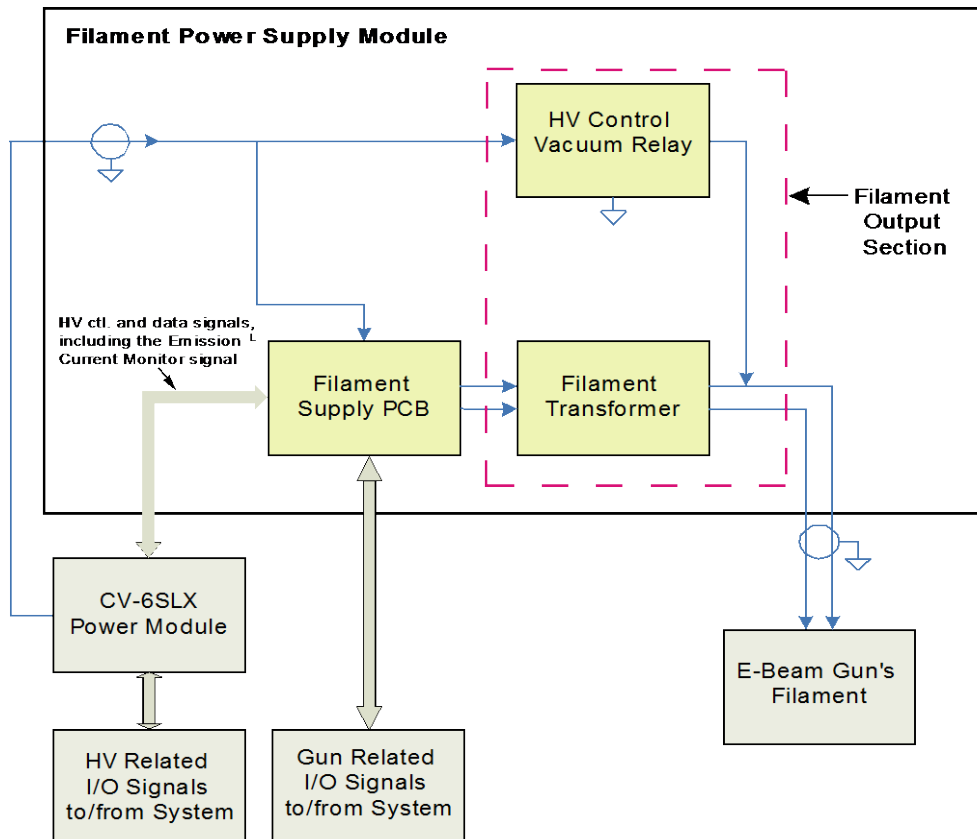 Filament Power Supply Module
HV Control
Vacuum Relay
Filament
Output
Section
HV ctl. and data signals,
including the Emission L
Current Monitor signal
Filament
Supply PCB
Filament
Transformer
CV-6SLX
Power Module
E-Beam Gun's
Filament
HV Related
I/O Signals
to/from System
Gun Related
I/O Signals
to/from System